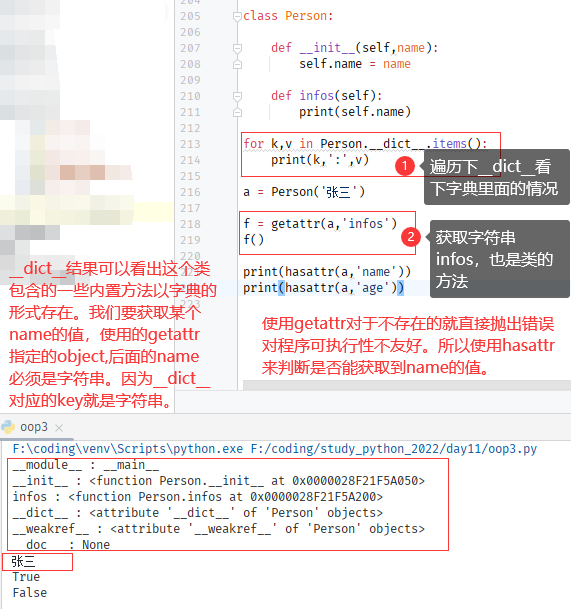 205
206
207
208
209
210
211
212
213
214
215
216
217
218
219
220
221
222
223
class Person:
def __init__(self,name):
self.name = name
def infos(self):
print(self.name)
for k,v in Person.__dict__.items():
print(k,':',v)
a = Person('张三')
f = getattr(a,'infos')
f()
print(hasattr(a,'name'))
print(hasattr(a,'age'))
1
遍历下__dict__看
下字典里面的情况
2
获取字符串
infos，也是类的
方法
__dict__结果可以看出这个类
包含的一些内置方法以字典的
形式存在。我们要获取某个
name的值，使用的getattr
指定的object,后面的name
必须是字符串。因为__dict__
对应的key就是字符串。
使用getattr对于不存在的就直接抛出错误
对程序可执行性不友好。所以使用hasattr
来判断是否能获取到name的值。
oop3
F:\coding\venv\Scripts\python.exe F:/coding/study_python_2022/day11/oop3.py
__module__ : __main__
__init__ : <function Person.__init__ at 0x0000028F21F5A050>
infos : <function Person.infos at 0x0000028F21F5A200>
__dict__ : <attribute '__dict__' of 'Person' objects>
__weakref__ : <attribute '__weakref__' of 'Person' objects>
__doc__ : None
张三
True
False